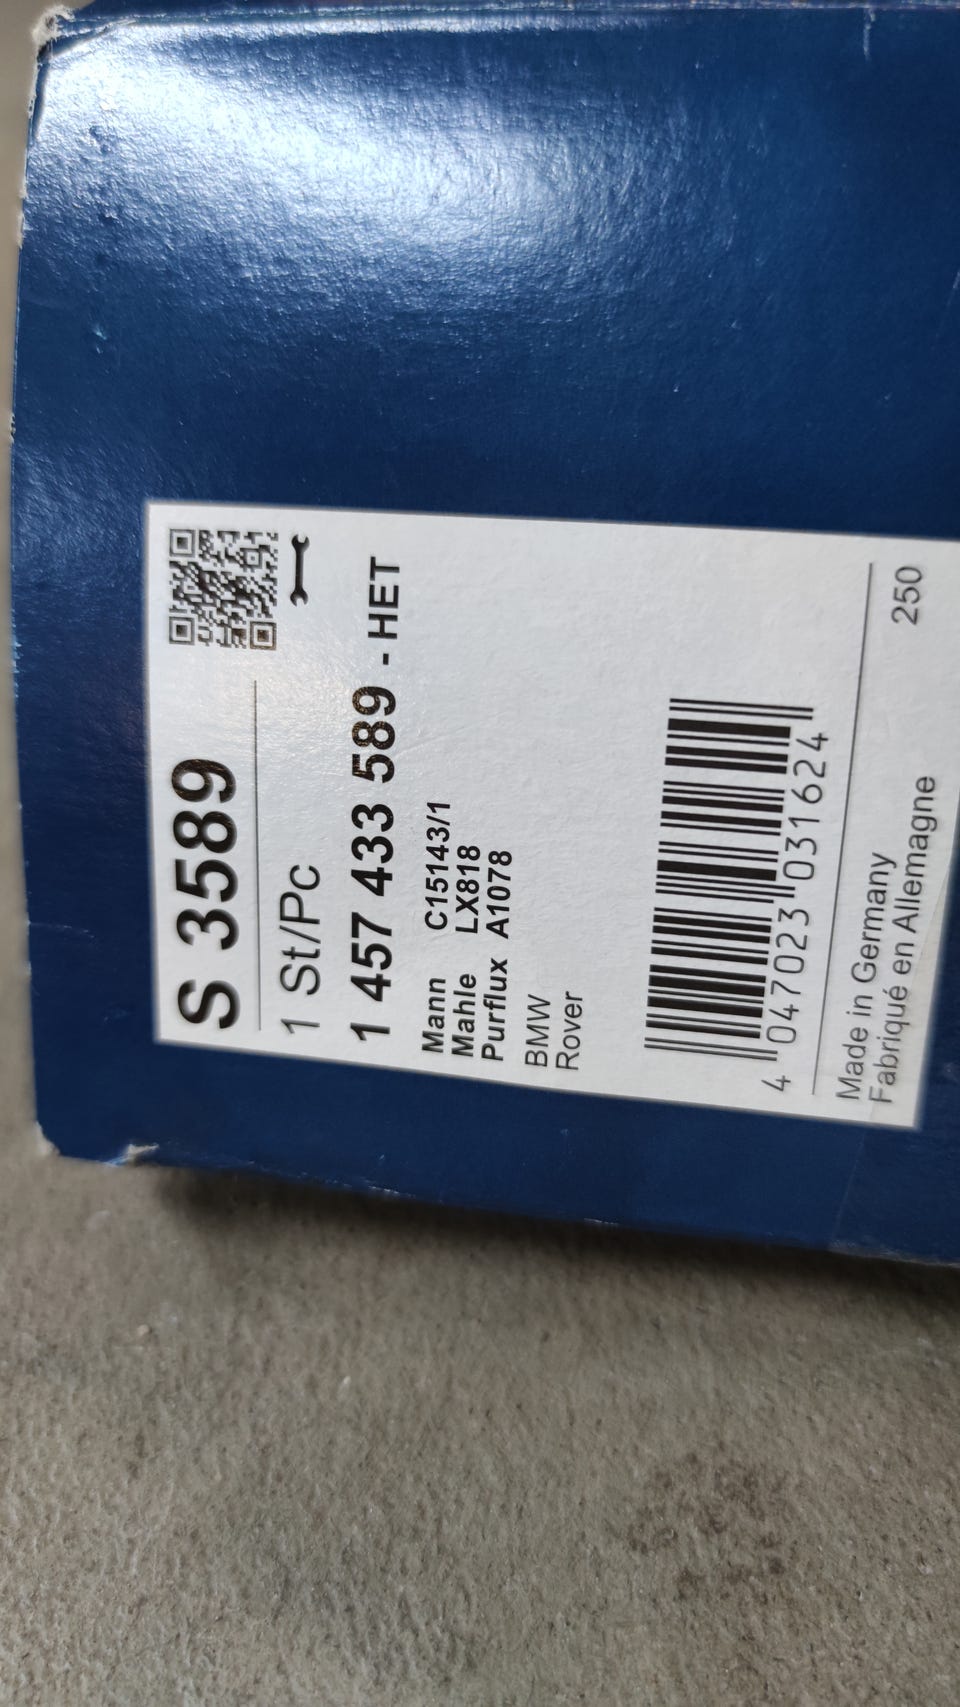 S 3589
1 St/Pc
1 457 433 589 - HET
Mann C15143/1
Mahle LX818
Purflux A1078
BMW
Rover
4 047023 031624
Made in Germany
Fabriqué en Allemagne 250